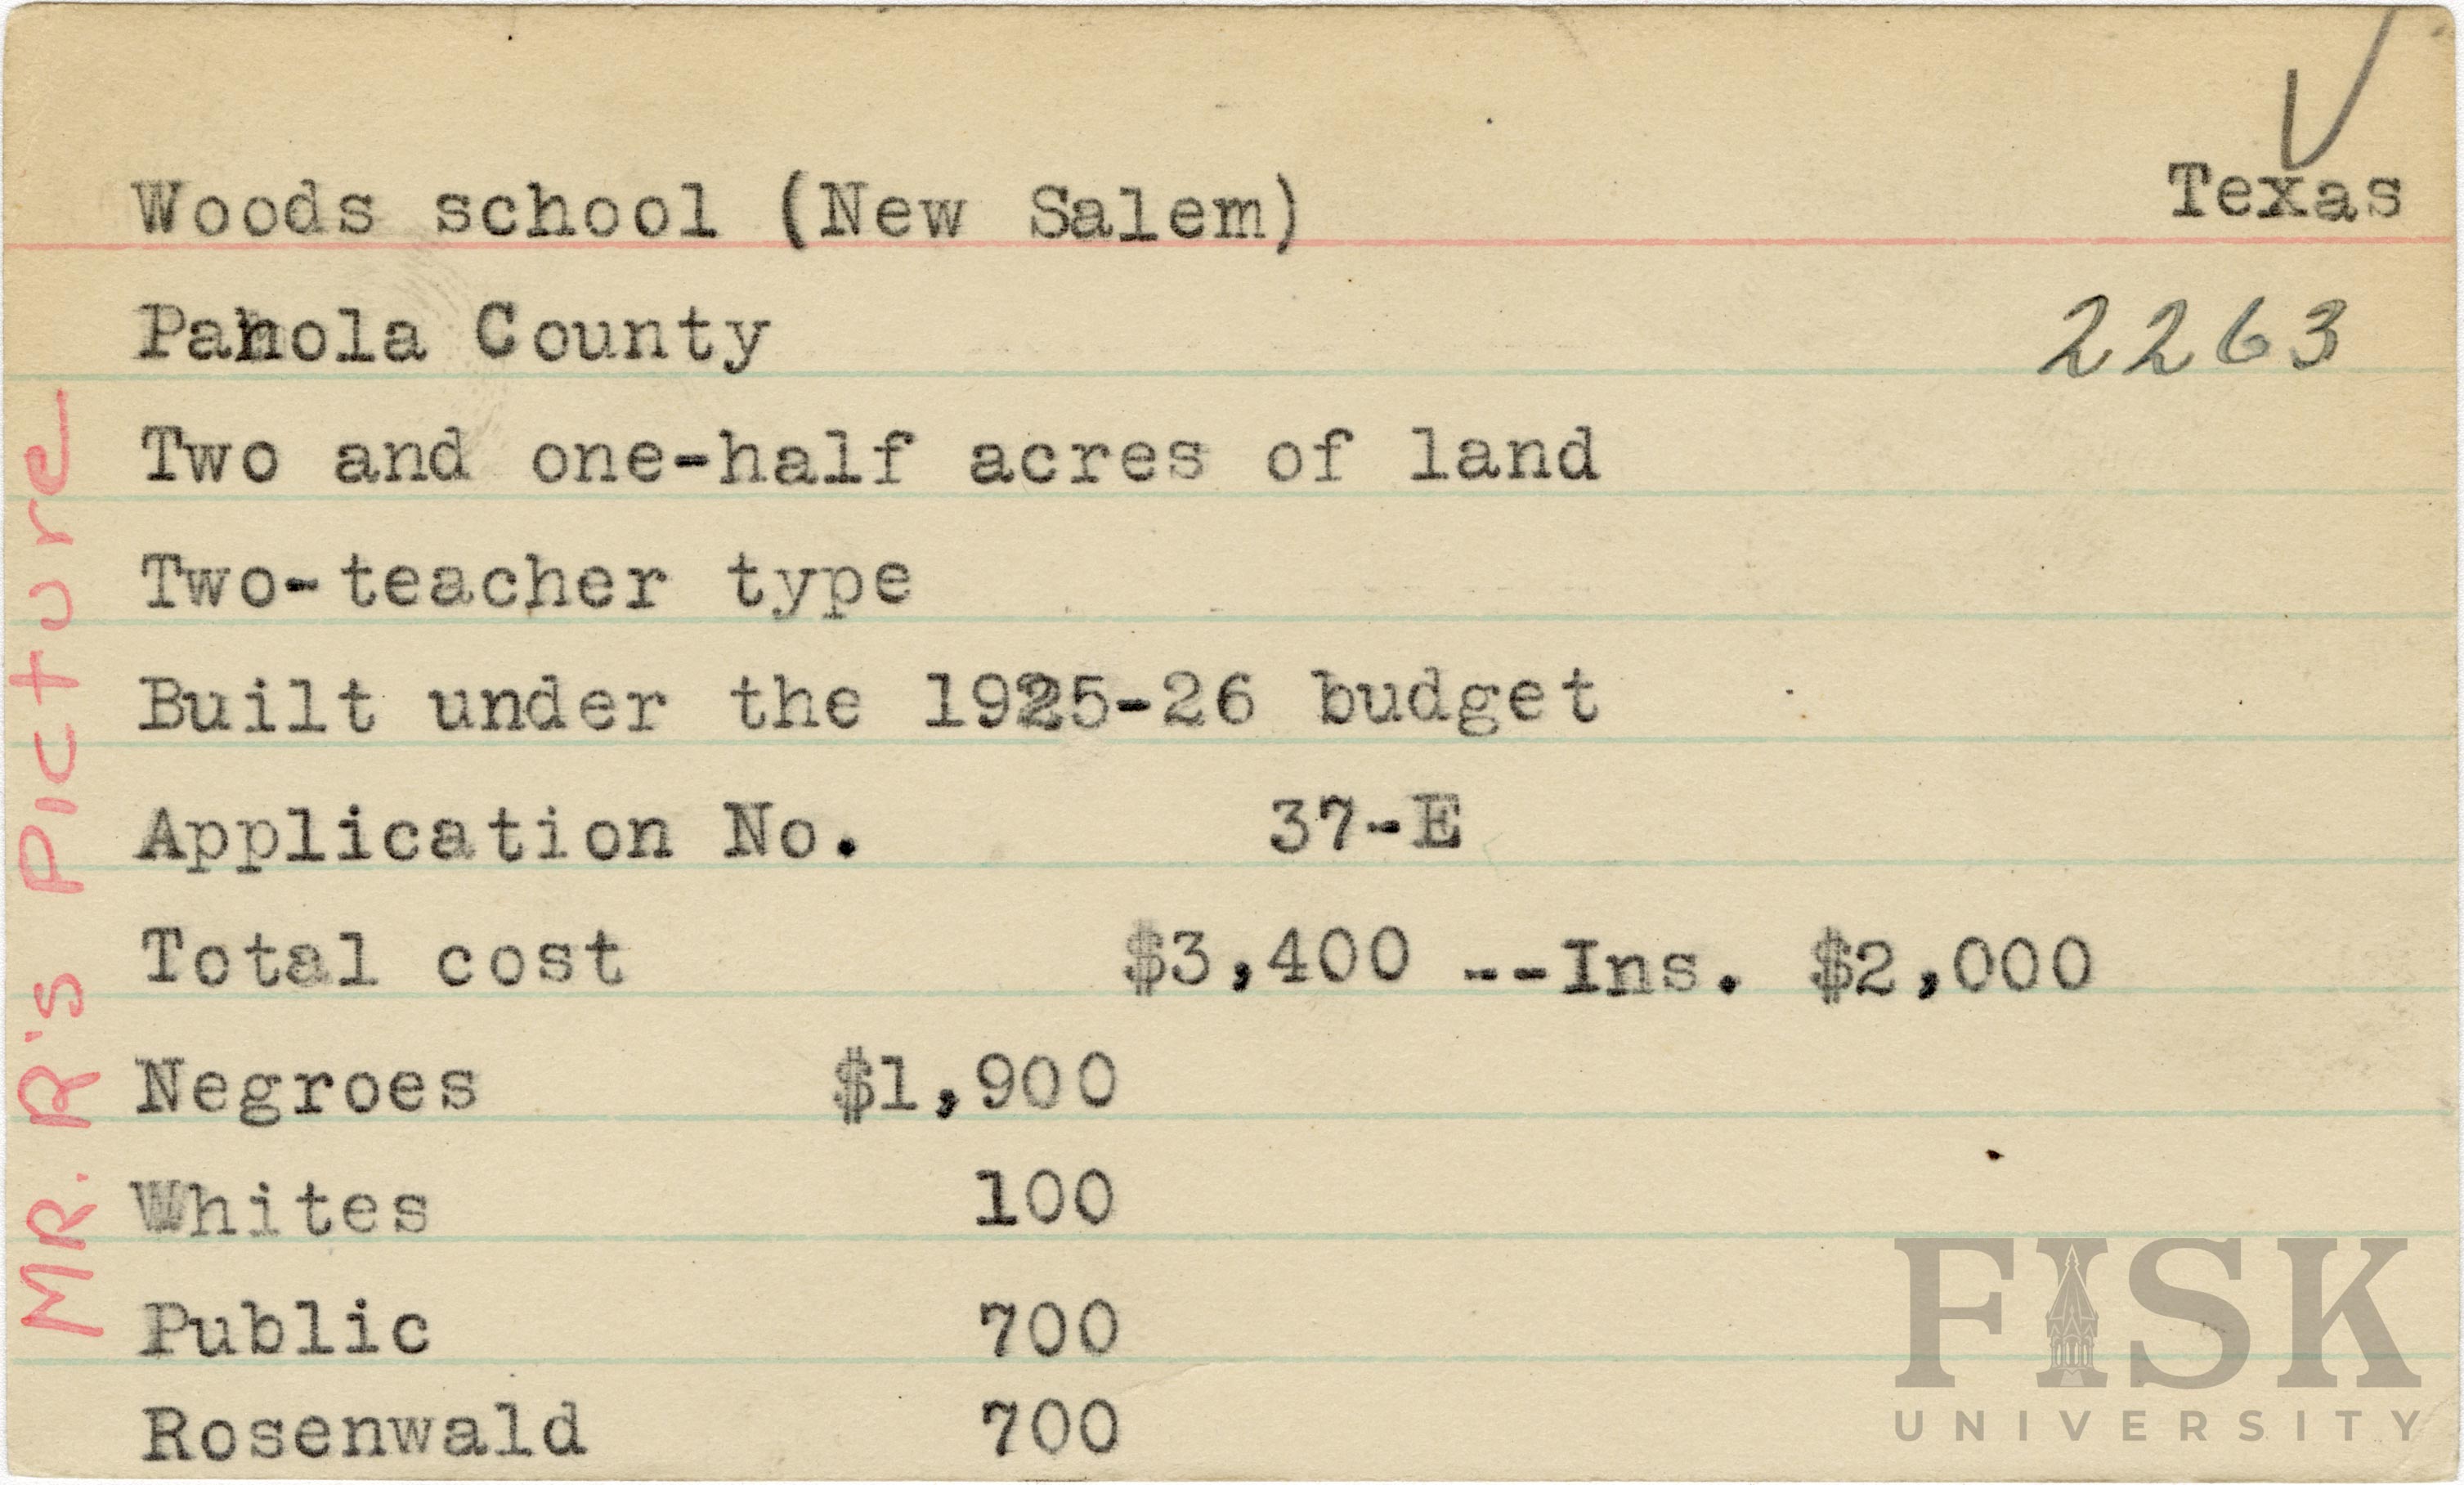 Woods school (New Salem) Texas
Panola County 2263
Two and one-half acres of land
Two-teacher type
Built under the 1925-26 budget
Application No. 37-E
Total cost $3,400 --Ins. $2,000
Negroes $1,900
Whites 100
Public 700
Rosenwald 700
MR. R's PIcture
FISK
UNIVERSITY